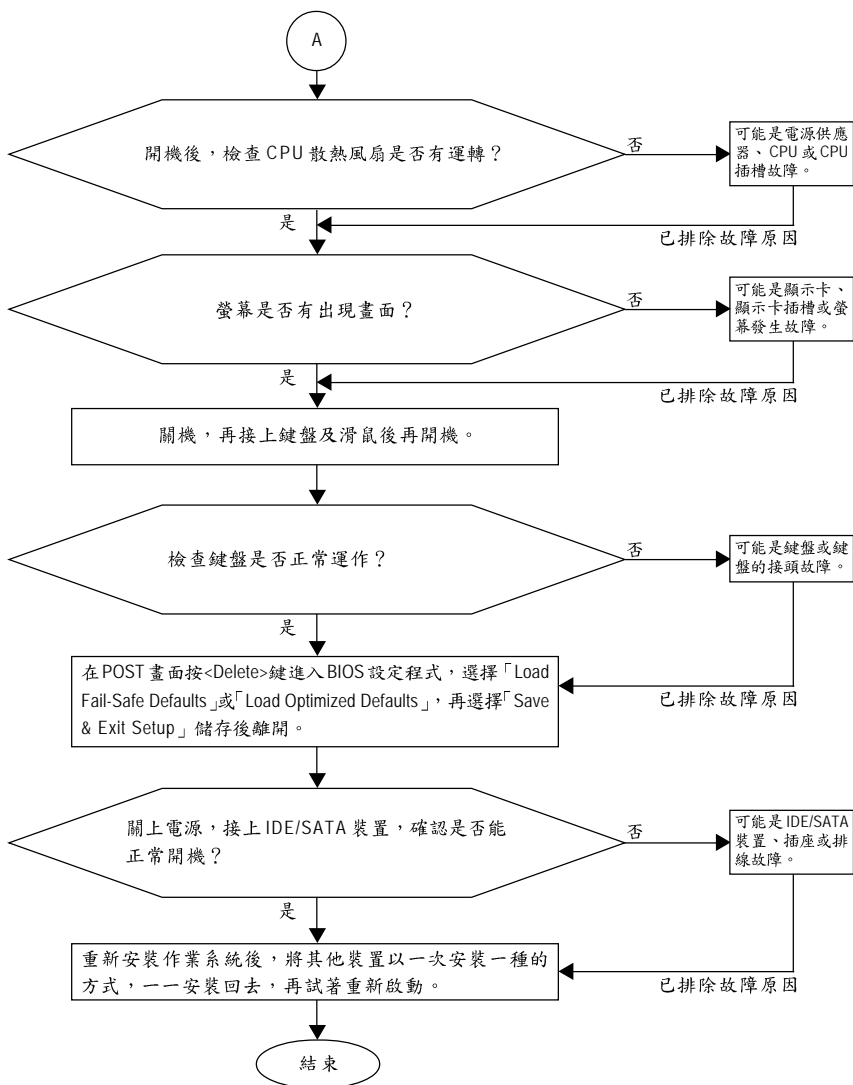 A
開機後，檢查CPU散熱風扇是否有運轉？
否
可能是電源供應
器、CPU或CPU
插槽故障。
是
已排除故障原因
螢幕是否有出現畫面？
否
可能是顯示卡、
顯示卡插槽或螢
幕發生故障。
是
已排除故障原因
關機，再接上鍵盤及滑鼠後再開機。
檢查鍵盤是否正常運作？
否
可能是鍵盤或鍵
盤的接頭故障。
是
在POST畫面按<Delete>鍵進入BIOS設定程式，選擇「Load
Fail-Safe Defaults」或「Load Optimized Defaults」，再選擇「Save
& Exit Setup」儲存後離開。
已排除故障原因
關上電源，接上IDE/SATA裝置，確認是否能
正常開機？
否
可能是IDE/SATA
裝置、插座或排
線故障。
是
重新安裝作業系統後，將其他裝置以一次安裝一種的
方式，一一安裝回去，再試著重新啟動。
已排除故障原因
結束